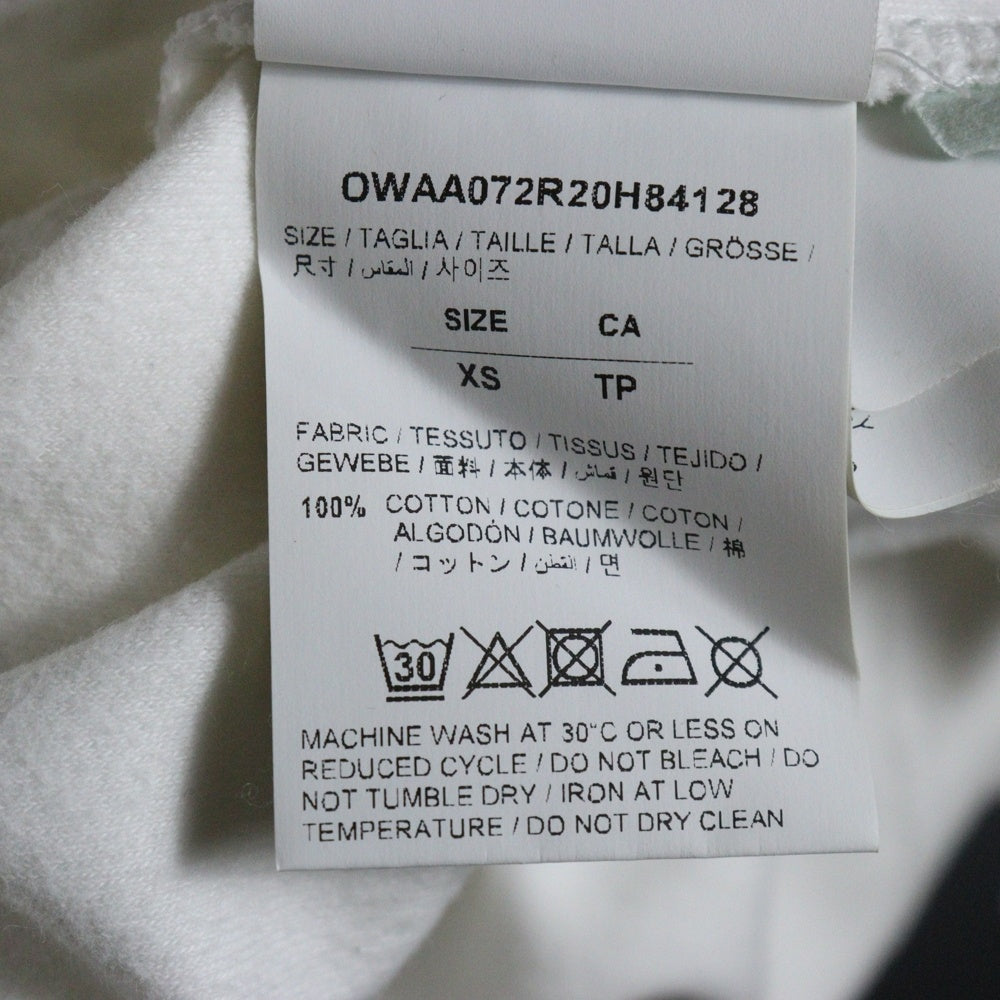 OWAA072R20H84128
SIZE / TAGLIA / TAILLE / TALLA / GRÖSSE /
尺寸 / المقاس / 사이즈
SIZE CA
XS TP
FABRIC / TESSUTO / TISSUS / TEJIDO /
GEWEBE / 面料 / 本体 / قماش / 원단
100% COTTON / COTONE / COTON /
ALGODÓN / BAUMWOLLE / 棉
/ コットン / القطن / 면
30
MACHINE WASH AT 30°C OR LESS ON
REDUCED CYCLE / DO NOT BLEACH / DO
NOT TUMBLE DRY / IRON AT LOW
TEMPERATURE / DO NOT DRY CLEAN